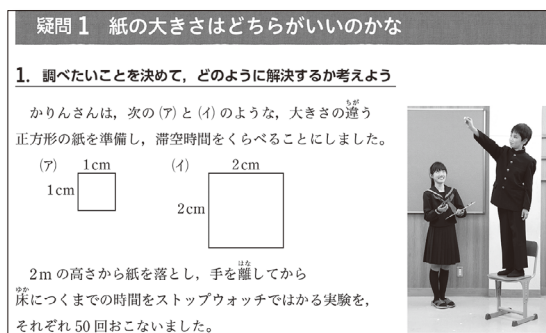 疑問1 紙の大きさはどちらがいいのかな
1. 調べたいことを決めて，どのように解決するか考えよう
かりんさんは，次の(ア)と(イ)のような，大きさの違う
正方形の紙を準備し，滞空時間をくらべることにしました。
(ア) 1cm (イ) 2cm
1cm
2cm
2mの高さから紙を落とし，手を離してから
床につくまでの時間をストップウォッチではかる実験を，
それぞれ50回おこないました。